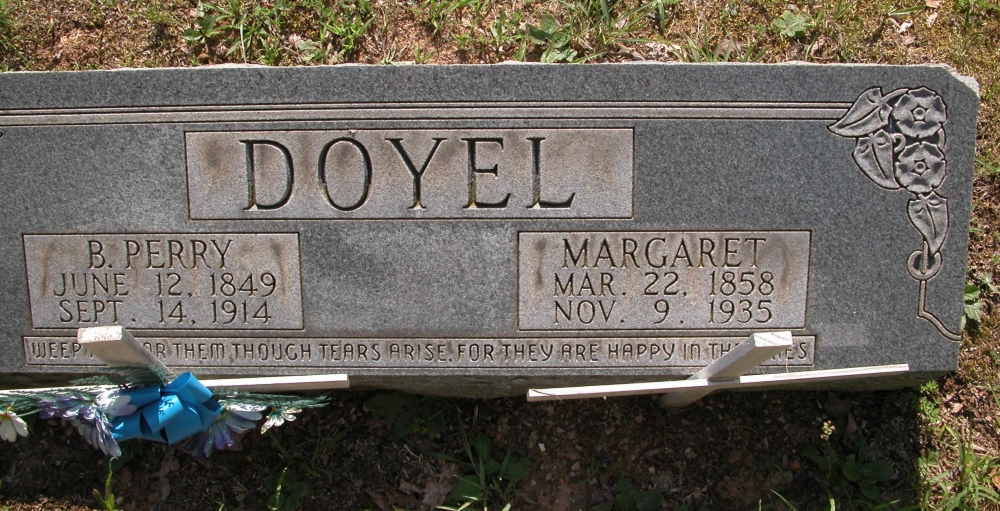 DOYEL
B. PERRY
JUNE 12, 1849
SEPT. 14, 1914
MARGARET
MAR. 22, 1858
NOV. 9, 1935
WEEP THEM THOUGH TEARS ARISE, FOR THEY ARE HAPPY IN